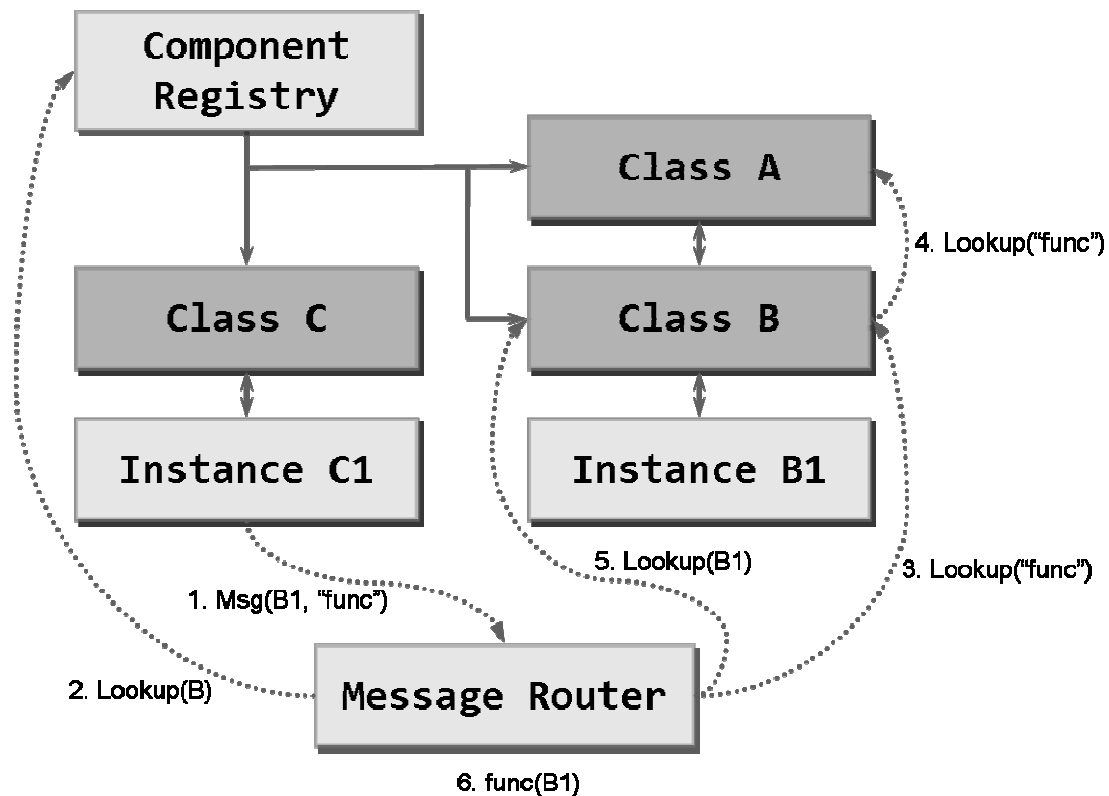 Component
Registry
Class A
4. Lookup(“func”)
Class C
Class B
Instance C1
Instance B1
5. Lookup(B1)
3. Lookup(“func”)
1. Msg(B1, “func”)
2. Lookup(B)
Message Router
6. func(B1)